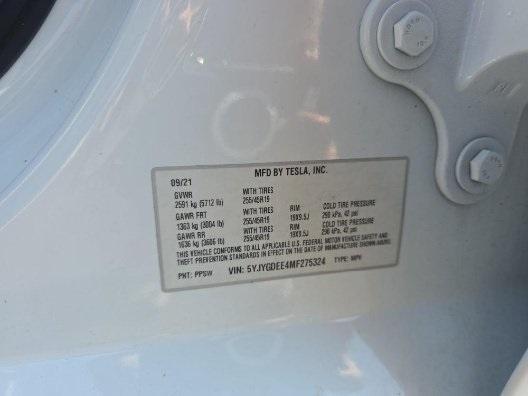 MFD BY TESLA, INC.
09/21
GVWR WITH TIRES
2591 kg (5712 lb) 255/45R19
GAWR FRT WITH TIRES RIM COLD TIRE PRESSURE
1363 kg (3004 lb) 255/45R19 19X9.5J 290 kPa, 42 psi
GAWR RR WITH TIRES RIM COLD TIRE PRESSURE
1636 kg (3606 lb) 255/45R19 19X9.5J 290 kPa, 42 psi
THIS VEHICLE CONFORMS TO ALL APPLICABLE U.S. FEDERAL MOTOR VEHICLE SAFETY AND
THEFT PREVENTION STANDARDS IN EFFECT ON THE DATE OF MANUFACTURE SHOWN ABOVE.
PNT: PPSW VIN: 5YJYGDEE4MF275324 TYPE: MPV